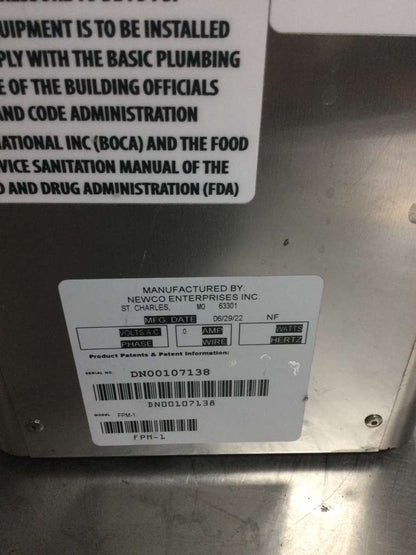 UIPMENT IS TO BE INSTALLED
PLY WITH THE BASIC PLUMBING
E OF THE BUILDING OFFICIALS
AND CODE ADMINISTRATION
NATIONAL INC (BOCA) AND THE FOOD
VICE SANITATION MANUAL OF THE
D AND DRUG ADMINISTRATION (FDA)
MANUFACTURED BY:
NEWCO ENTERPRISES INC.
ST. CHARLES, MO 63301
MFG DATE 06/29/22 NF
VOLTS A.C. 0 AMP WATTS
PHASE WIRE HERTZ
Product Patents & Patent Information:
SERIAL NO. DN00107138
DN00107138
MODEL FPM-1
FPM-1